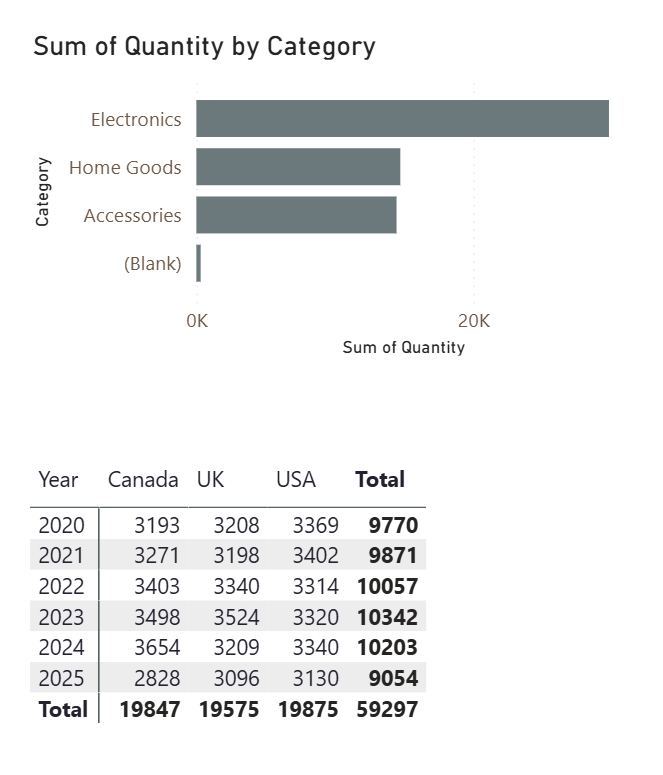 Sum of Quantity by Category
Category
Electronics
Home Goods
Accessories
(Blank)
0K 20K
Sum of Quantity
Year Canada UK USA Total
2020 3193 3208 3369 9770
2021 3271 3198 3402 9871
2022 3403 3340 3314 10057
2023 3498 3524 3320 10342
2024 3654 3209 3340 10203
2025 2828 3096 3130 9054
Total 19847 19575 19875 59297